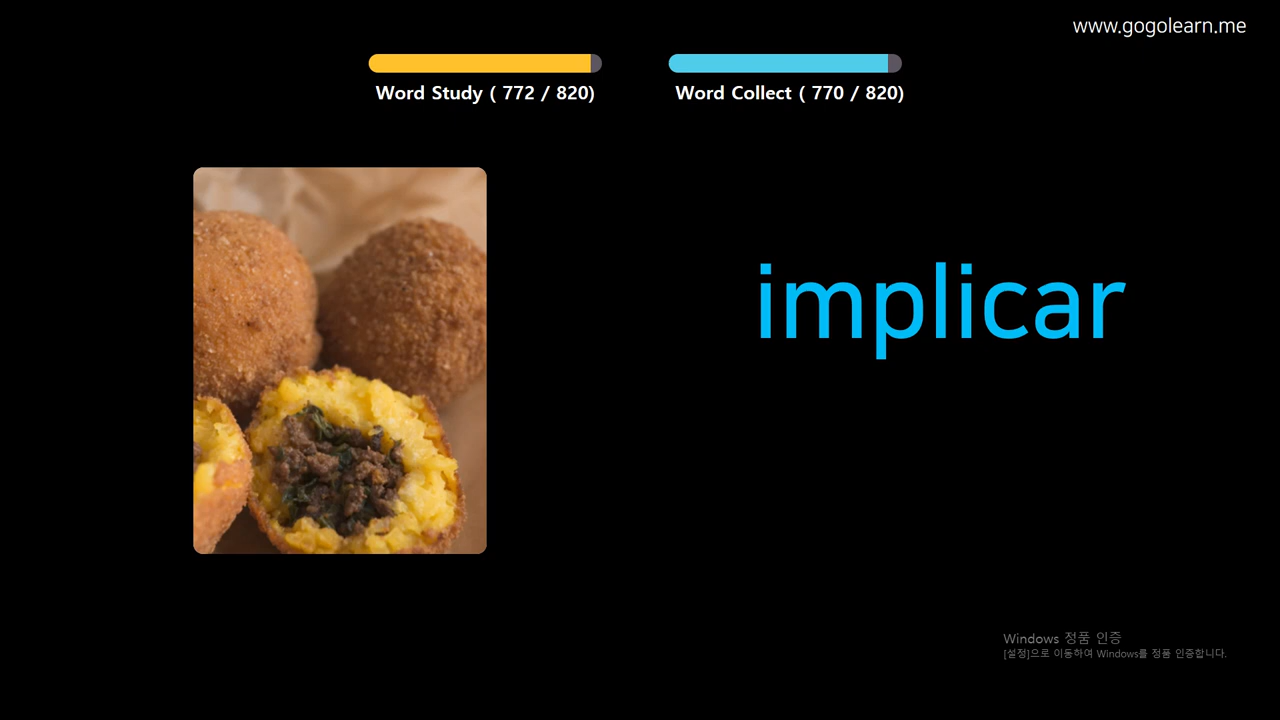 www.gogolearn.me
Word Study ( 772 / 820)
Word Collect ( 770 / 820)
implicar
Windows 정품 인증
[설정]으로 이동하여 Windows를 정품 인증합니다.